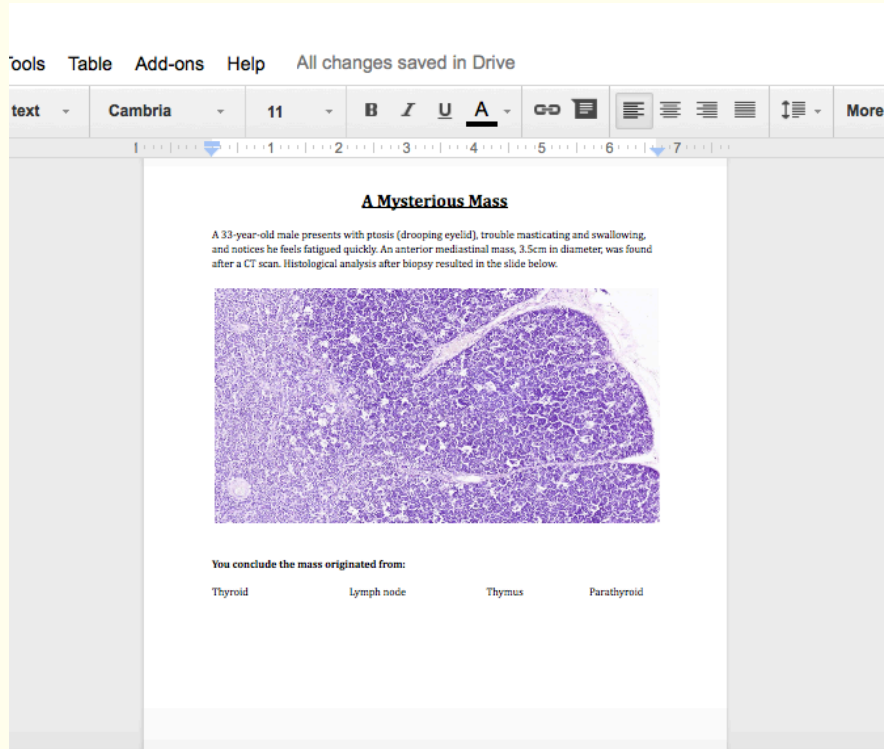 Tools Table Add-ons Help All changes saved in Drive
text Cambria 11 B I U A More
1 1 2 3 4 5 6 7
A Mysterious Mass
A 33-year-old male presents with ptosis (drooping eyelid), trouble masticating and swallowing,
and notices he feels fatigued quickly. An anterior mediastinal mass, 3.5cm in diameter, was found
after a CT scan. Histological analysis after biopsy resulted in the slide below.
You conclude the mass originated from:
Thyroid Lymph node Thymus Parathyroid